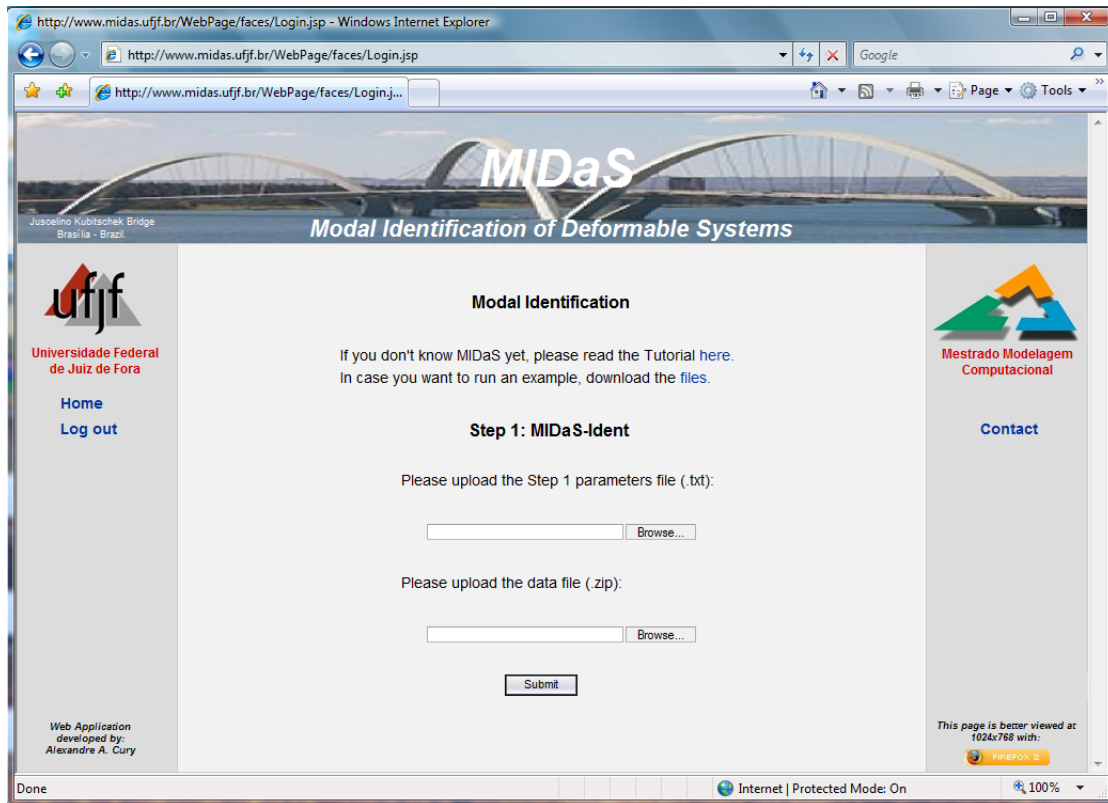 http://www.midas.ufjf.br/WebPage/faces/Login.jsp - Windows Internet Explorer
http://www.midas.ufjf.br/WebPage/faces/Login.jsp
Google
http://www.midas.ufjf.br/WebPage/faces/Login.j...
Page
Tools
MIDaS
Juscelino Kubitschek Bridge
Brasília - Brazil.
Modal Identification of Deformable Systems
ufjf
Universidade Federal
de Juiz de Fora
Home
Log out
Modal Identification
If you don't know MIDaS yet, please read the Tutorial here.
In case you want to run an example, download the files.
Step 1: MIDaS-Ident
Please upload the Step 1 parameters file (.txt):
Browse...
Please upload the data file (.zip):
Browse...
Submit
Mestrado Modelagem
Computacional
Contact
Web Application
developed by:
Alexandre A. Cury
This page is better viewed at
1024x768 with:
FIREFOX 2
Done
Internet | Protected Mode: On
100%